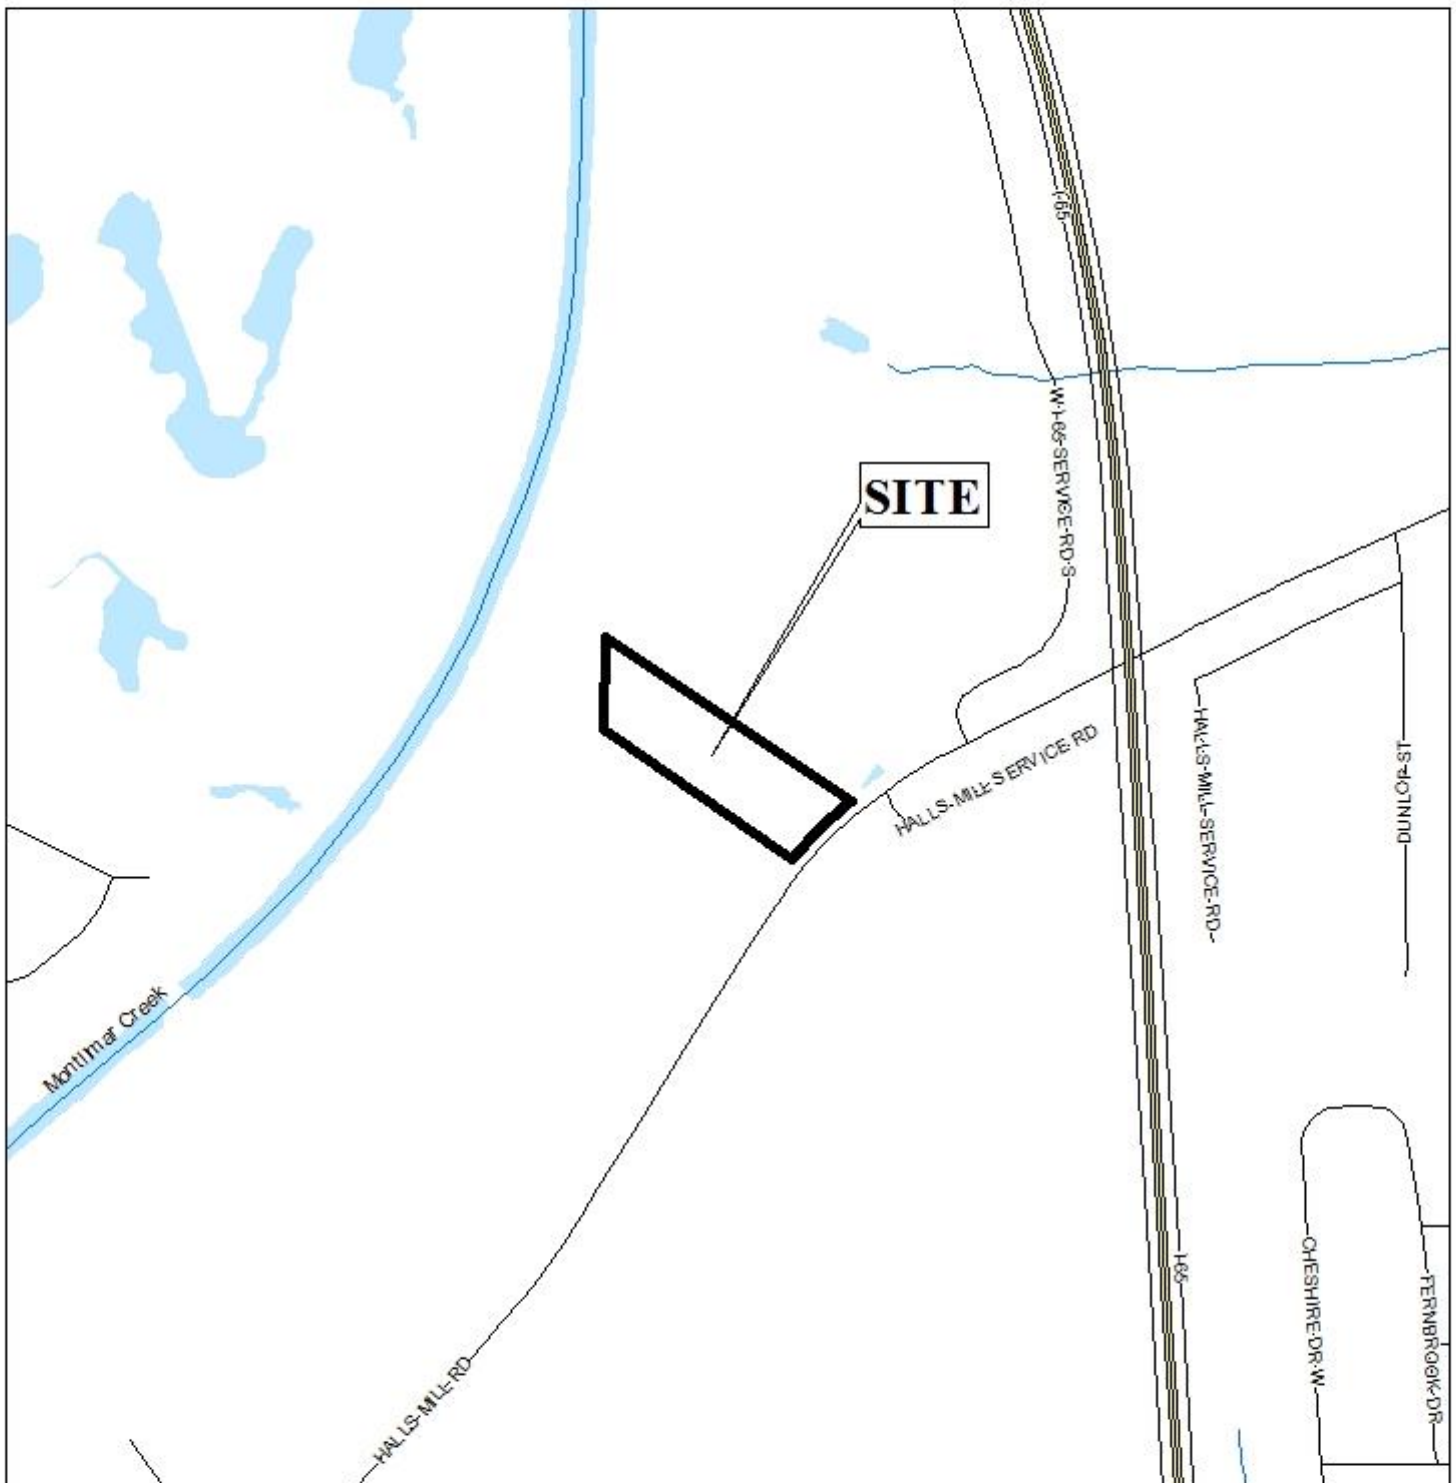 I-65
W-I-65-SERVICE-RD-S
SITE
HALLS-MILL SERVICE RD
HALLS-MILL-SERVICE-RD
DUNLOP-ST
Montlimar Creek
I-65
CHESHIRE-DR-W
FERNBROOK-DR
HALLS-MILL-RD